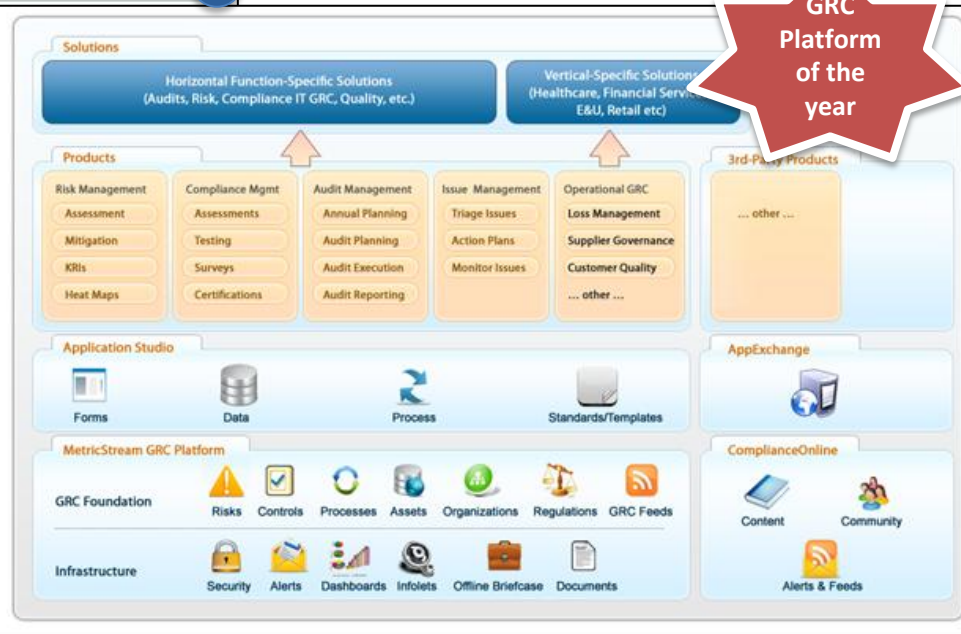 GRC
Platform
of the
year
Solutions
Horizontal Function-Specific Solutions
(Audits, Risk, Compliance IT GRC, Quality, etc.)
Vertical-Specific Solutions
(Healthcare, Financial
E&U, Retail etc)
Products
3rd-Party Products
Risk Management
Assessment
Mitigation
KRIs
Heat Maps
Compliance Mgmt
Assessments
Testing
Surveys
Certifications
Audit Management
Annual Planning
Audit Planning
Audit Execution
Audit Reporting
Issue Management
Triage Issues
Action Plans
Monitor Issues
Operational GRC
Loss Management
Supplier Governance
Customer Quality
... other ...
... other ...
Application Studio
Forms
Data
Process
Standards/Templates
AppExchange
MetricStream GRC Platform
GRC Foundation
Risks
Controls
Processes
Assets
Organizations
Regulations
GRC Feeds
Infrastructure
Security
Alerts
Dashboards
Infolets
Offline Briefcase
Documents
ComplianceOnline
Content
Community
Alerts & Feeds